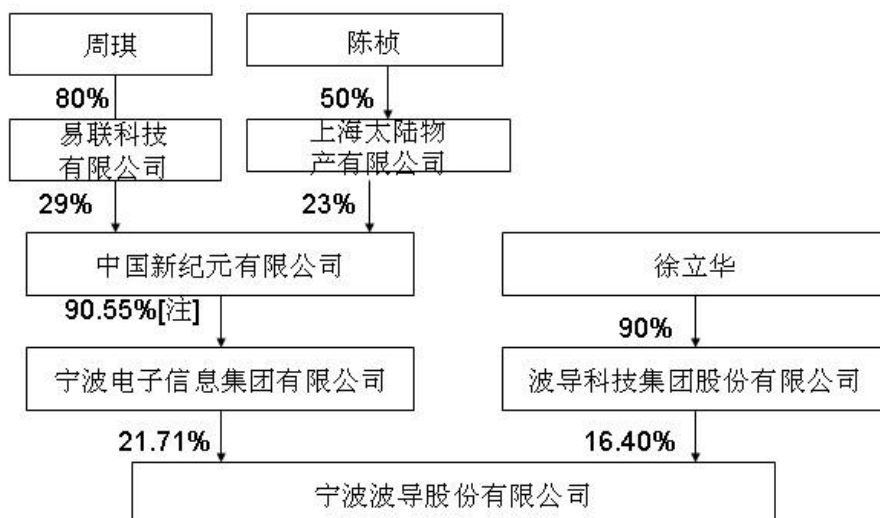 周琪
陈桢
80%
50%
易联科技
有限公司
上海太陆物
产有限公司
29%
23%
中国新纪元有限公司
徐立华
90.55%[注]
90%
宁波电子信息集团有限公司
波导科技集团股份有限公司
21.71%
16.40%
宁波波导股份有限公司